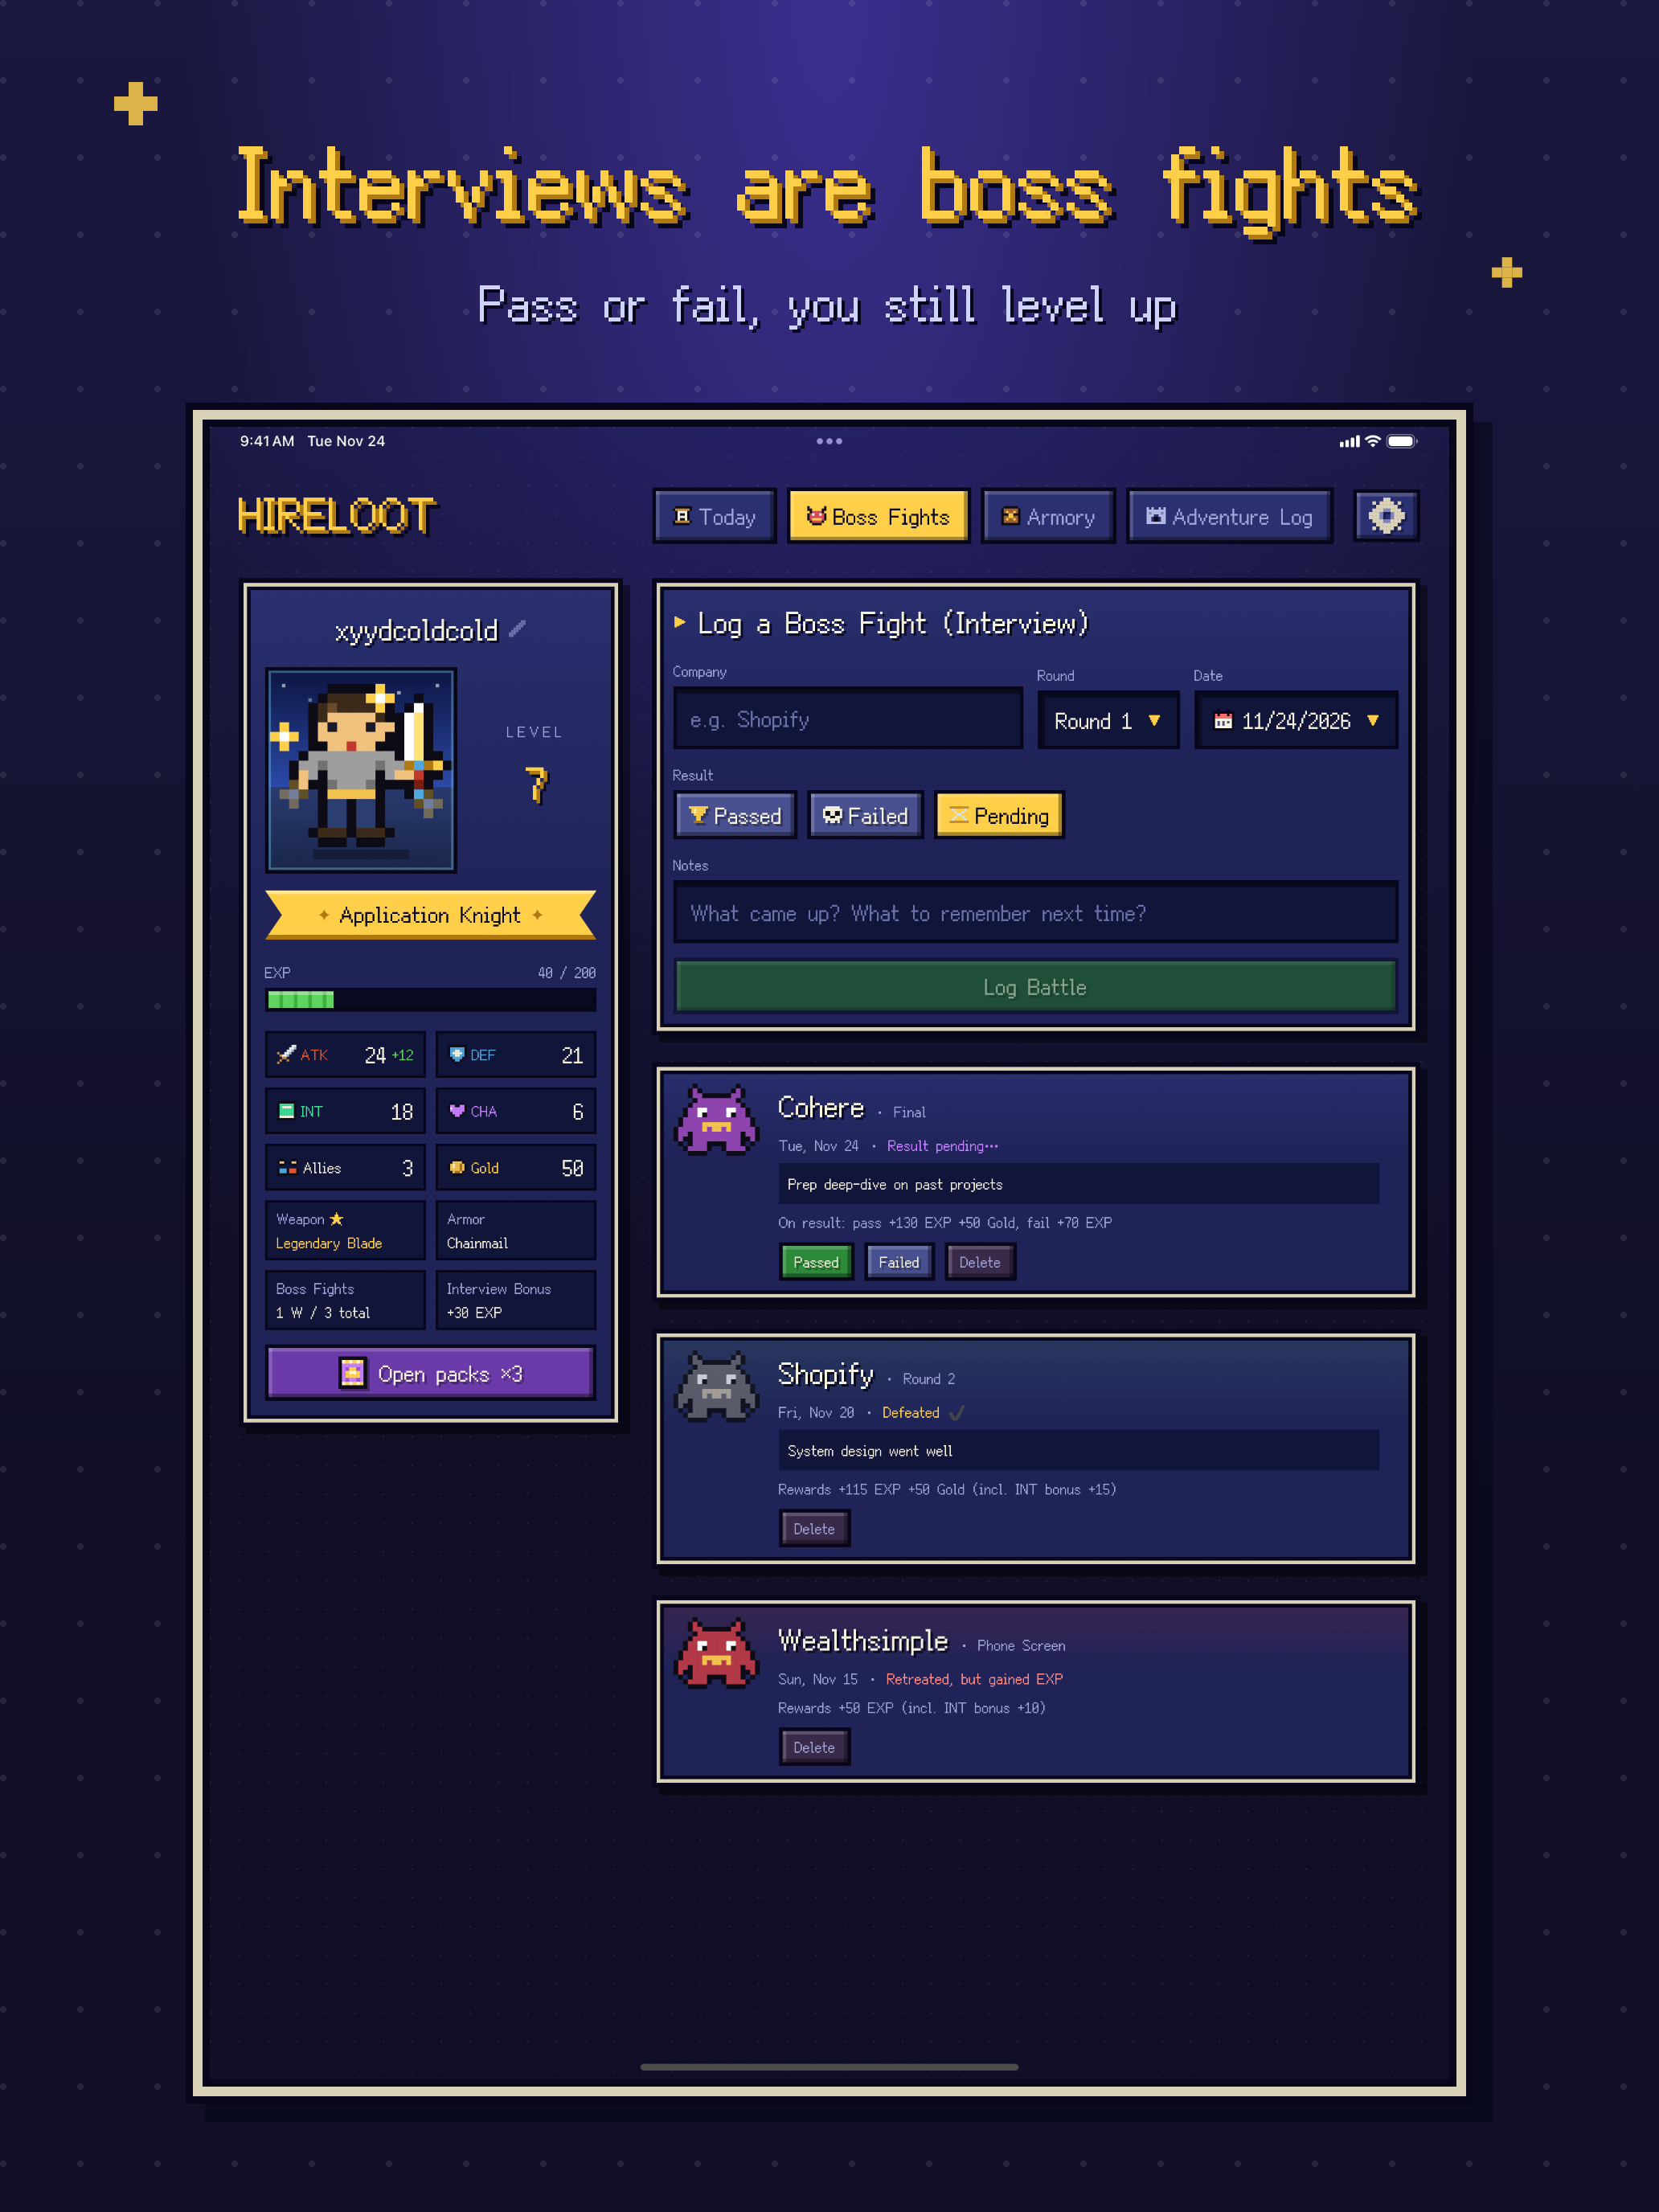 Interviews are boss fights
Pass or fail, you still level up
9:41 AM Tue Nov 24
HIRELOOT
Today
Boss Fights
Armory
Adventure Log
xyydcoldcold
LEVEL
7
Application Knight
EXP 40 / 200
ATK 24 +12
DEF 21
INT 18
CHA 6
Allies 3
Gold 50
Weapon
Legendary Blade
Armor
Chainmail
Boss Fights
1 W / 3 total
Interview Bonus
+30 EXP
Open packs ×3
Log a Boss Fight (Interview)
Company
e.g. Shopify
Round
Round 1
Date
11/24/2026
Result
Passed
Failed
Pending
Notes
What came up? What to remember next time?
Log Battle
Cohere · Final
Tue, Nov 24 · Result pending···
Prep deep-dive on past projects
On result: pass +130 EXP +50 Gold, fail +70 EXP
Passed
Failed
Delete
Shopify · Round 2
Fri, Nov 20 · Defeated ✓
System design went well
Rewards +115 EXP +50 Gold (incl. INT bonus +15)
Delete
Wealthsimple · Phone Screen
Sun, Nov 15 · Retreated, but gained EXP
Rewards +50 EXP (incl. INT bonus +10)
Delete